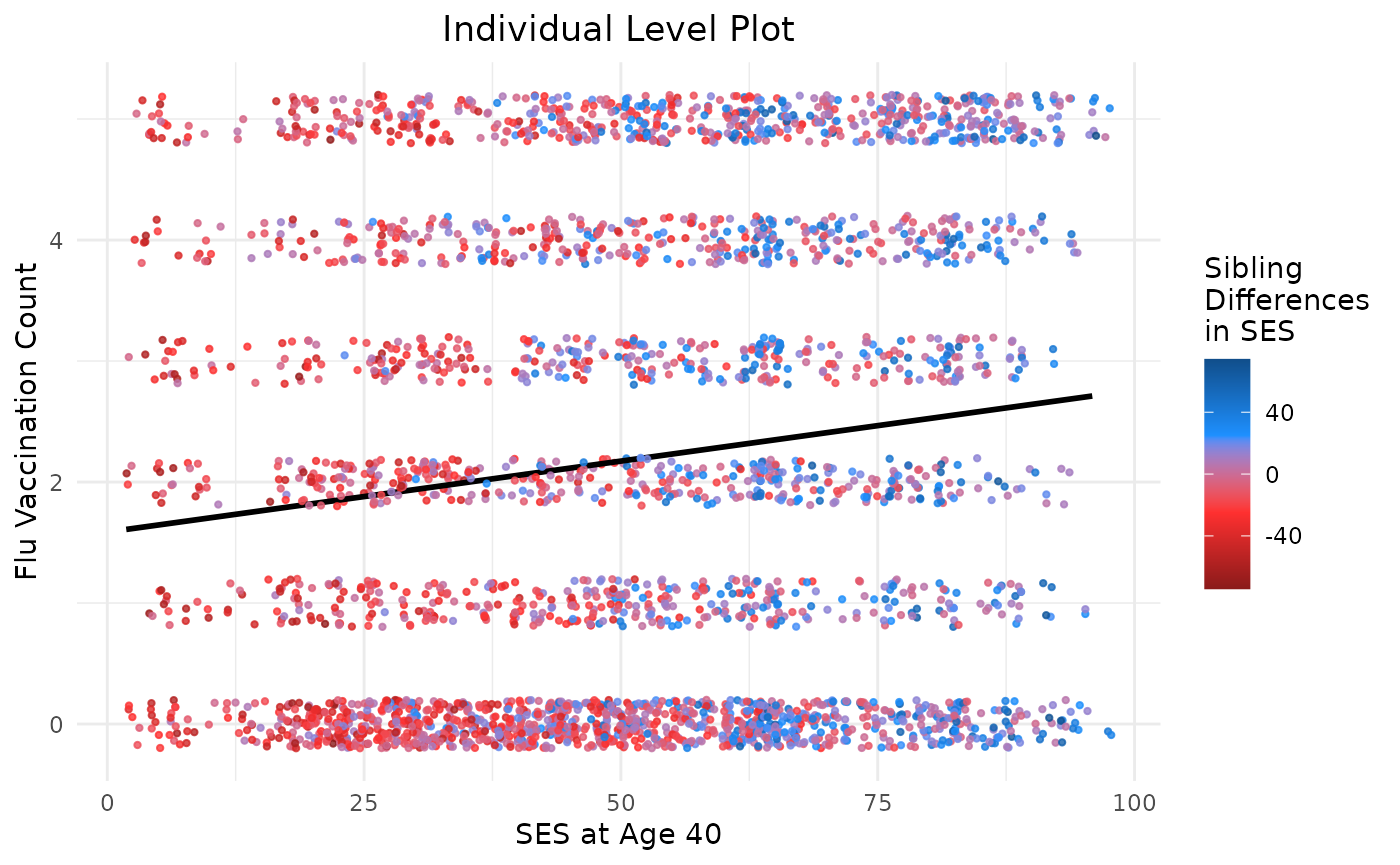 Individual Level Plot
Flu Vaccination Count
4
2
0
0
25
50
75
100
SES at Age 40
Sibling
Differences
in SES
40
0
-40